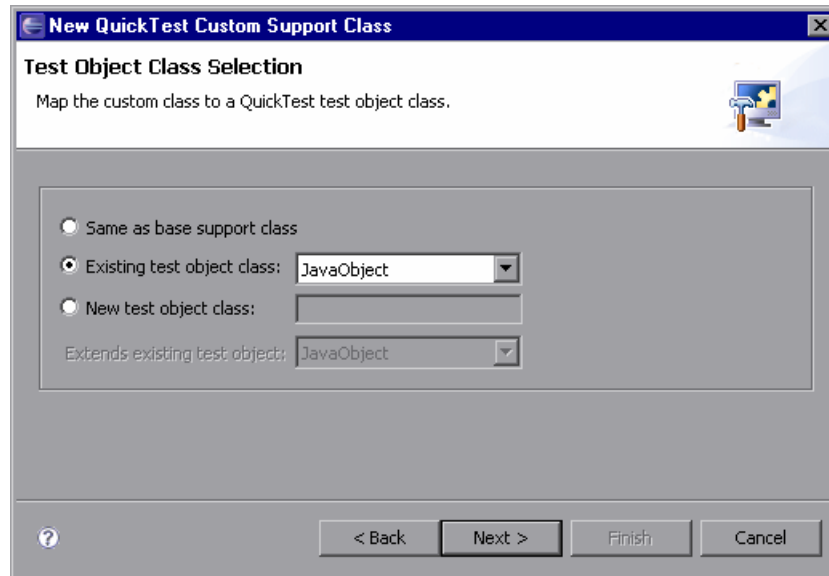 New QuickTest Custom Support Class
Test Object Class Selection
Map the custom class to a QuickTest test object class.
Same as base support class
Existing test object class: JavaObject
New test object class:
Extends existing test object: JavaObject
? < Back Next > Finish Cancel